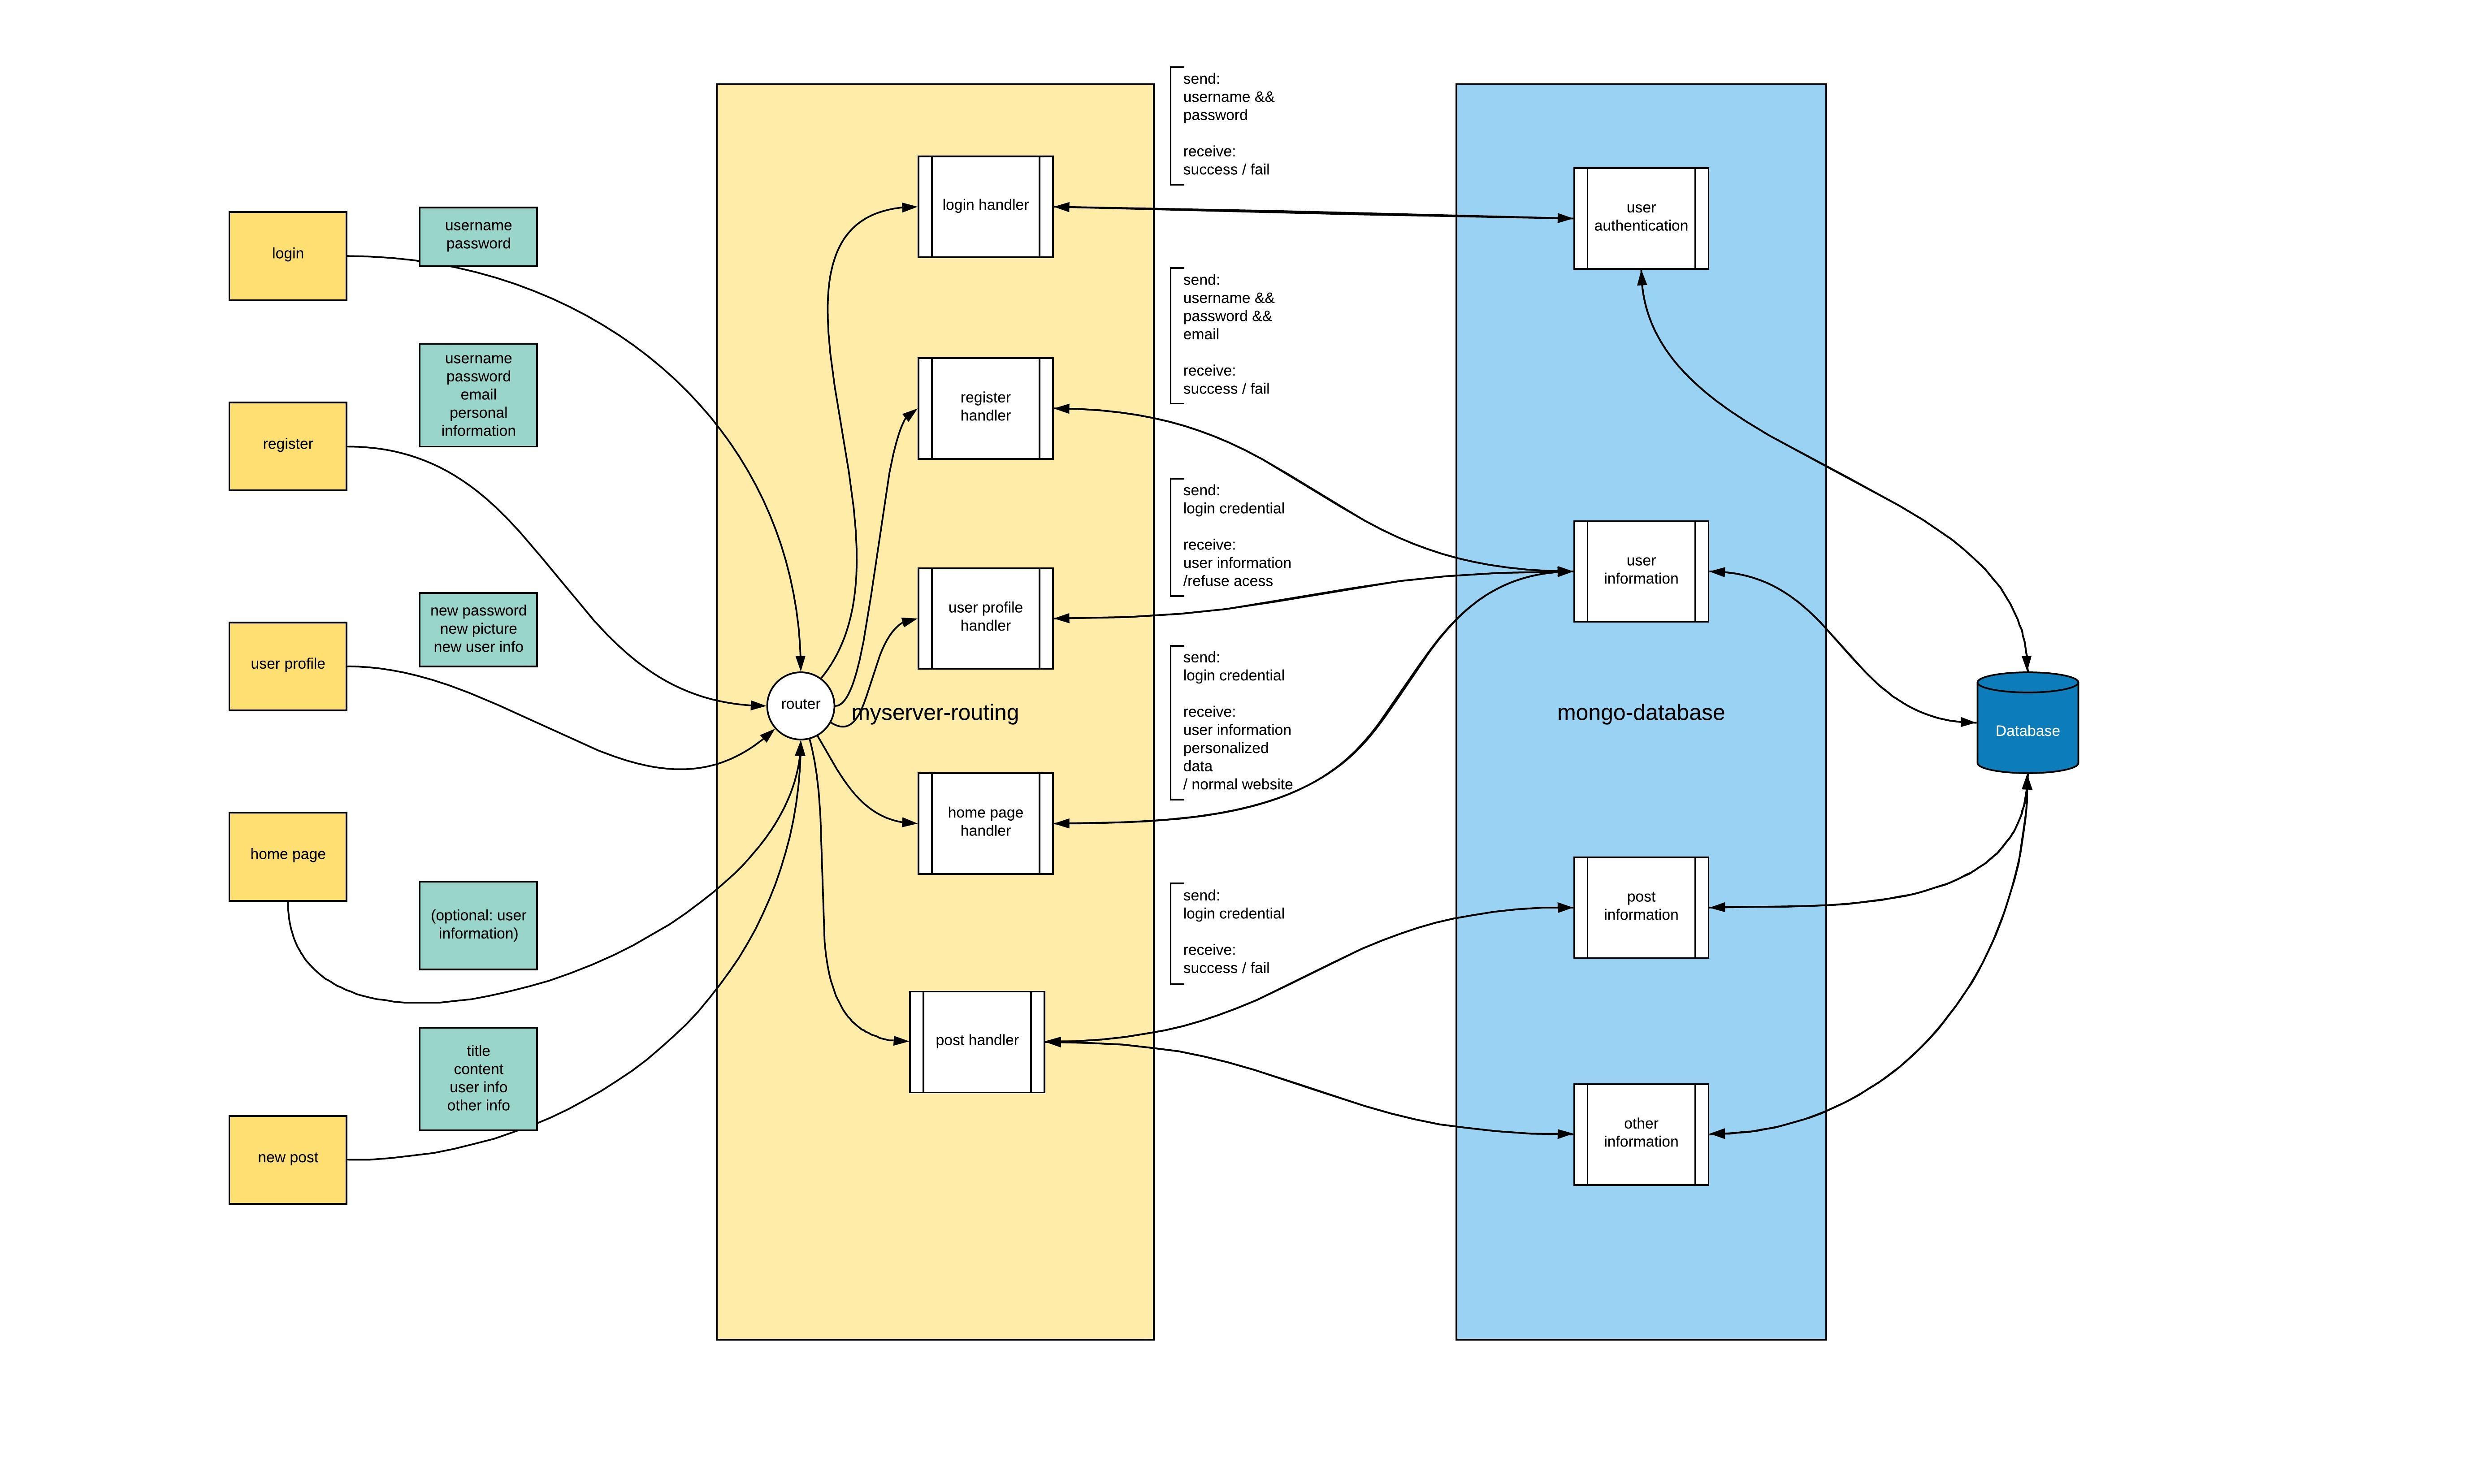 login
register
user profile
home page
new post
username
password
username
password
email
personal
information
new password
new picture
new user info
(optional: user
information)
title
content
user info
other info
router
myserver-routing
login handler
register
handler
user profile
handler
home page
handler
post handler
send:
username &&
password
receive:
success / fail
send:
username &&
password &&
email
receive:
success / fail
send:
login credential
receive:
user information
/refuse acess
send:
login credential
receive:
user information
personalized
data
/ normal website
send:
login credential
receive:
success / fail
mongo-database
user
authentication
user
information
post
information
other
information
Database